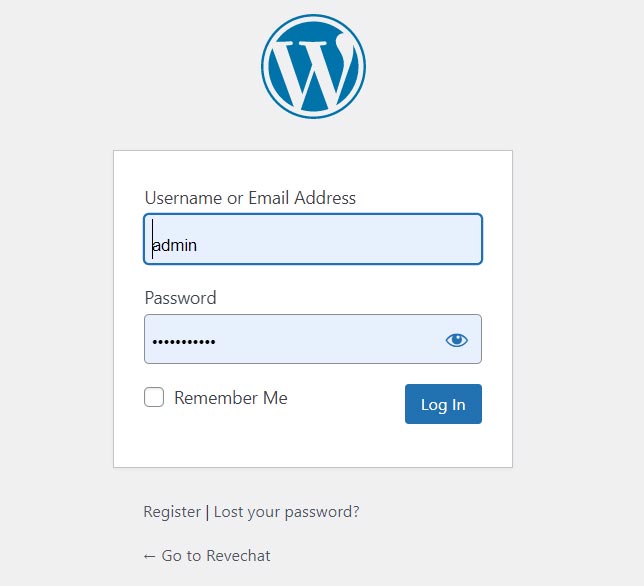 Username or Email Address
admin
Password
•••••••••••
Remember Me
Log In
Register | Lost your password?
← Go to Revechat